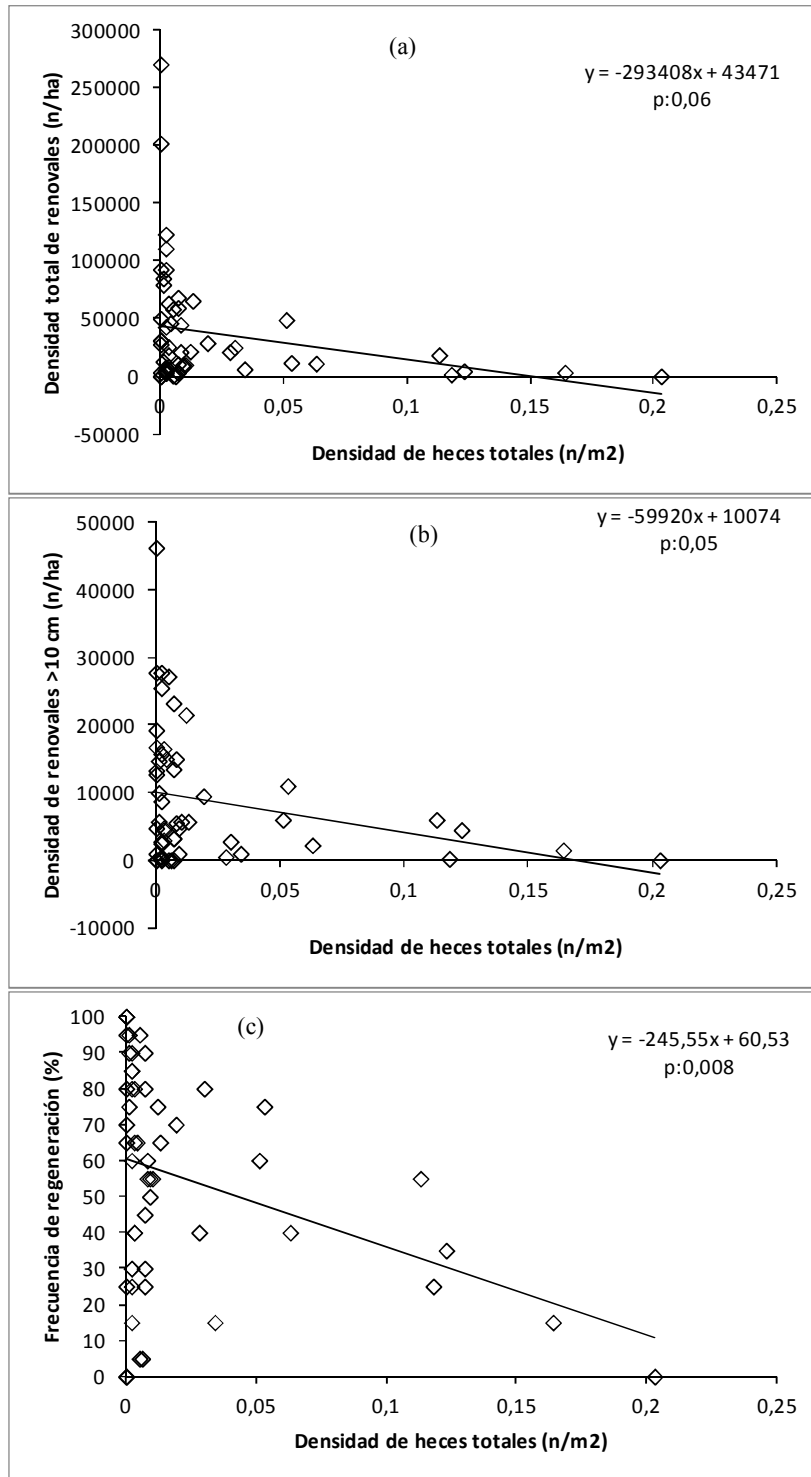 (a)
y = -293408x + 43471
p:0,06
Densidad total de renovales (n/ha)
300000
250000
200000
150000
100000
50000
0
-50000
0 0,05 0,1 0,15 0,2 0,25
Densidad de heces totales (n/m2)
(b)
y = -59920x + 10074
p:0,05
Densidad de renovales >10 cm (n/ha)
50000
40000
30000
20000
10000
0
-10000
0 0,05 0,1 0,15 0,2 0,25
Densidad de heces totales (n/m2)
(c)
y = -245,55x + 60,53
p:0,008
Frecuencia de regeneración (%)
100
90
80
70
60
50
40
30
20
10
0
0 0,05 0,1 0,15 0,2 0,25
Densidad de heces totales (n/m2)